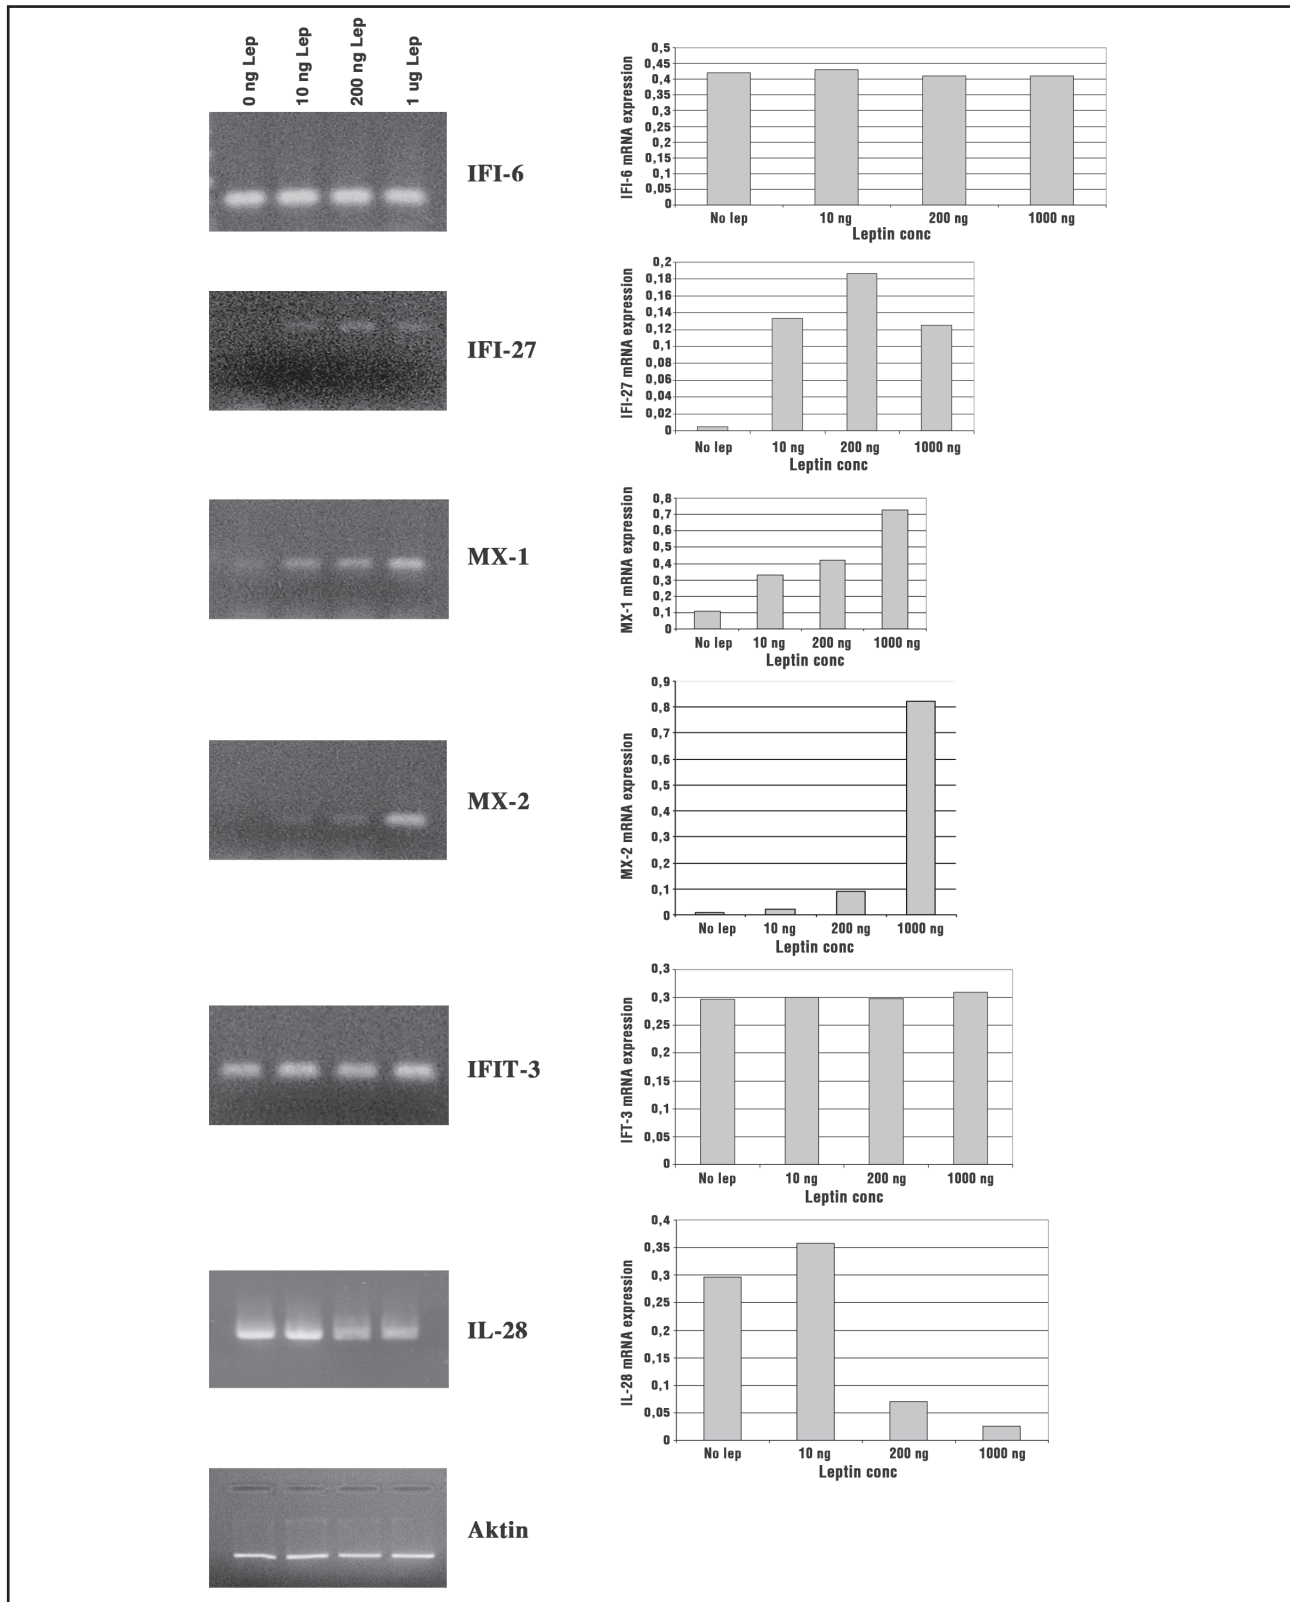 0 ng Lep
10 ng Lep
200 ng Lep
1 ug Lep
IFI-6
IFI-6 mRNA expression
0,5
0,45
0,4
0,35
0,3
0,25
0,2
0,15
0,1
0,05
0
No lep 10 ng 200 ng 1000 ng
Leptin conc
IFI-27
IFI-27 mRNA expression
0,2
0,18
0,16
0,14
0,12
0,1
0,08
0,06
0,04
0,02
0
No lep 10 ng 200 ng 1000 ng
Leptin conc
MX-1
MX-1 mRNA expression
0,8
0,7
0,6
0,5
0,4
0,3
0,2
0,1
0
No lep 10 ng 200 ng 1000 ng
Leptin conc
MX-2
MX-2 mRNA expression
0,9
0,8
0,7
0,6
0,5
0,4
0,3
0,2
0,1
0
No lep 10 ng 200 ng 1000 ng
Leptin conc
IFIT-3
IFT-3 mRNA expression
0,3
0,3
0,25
0,2
0,15
0,1
0,05
0
No lep 10 ng 200 ng 1000 ng
Leptin conc
IL-28
IL-28 mRNA expression
0,4
0,35
0,3
0,25
0,2
0,15
0,1
0,05
0
No lep 10 ng 200 ng 1000 ng
Leptin conc
Aktin